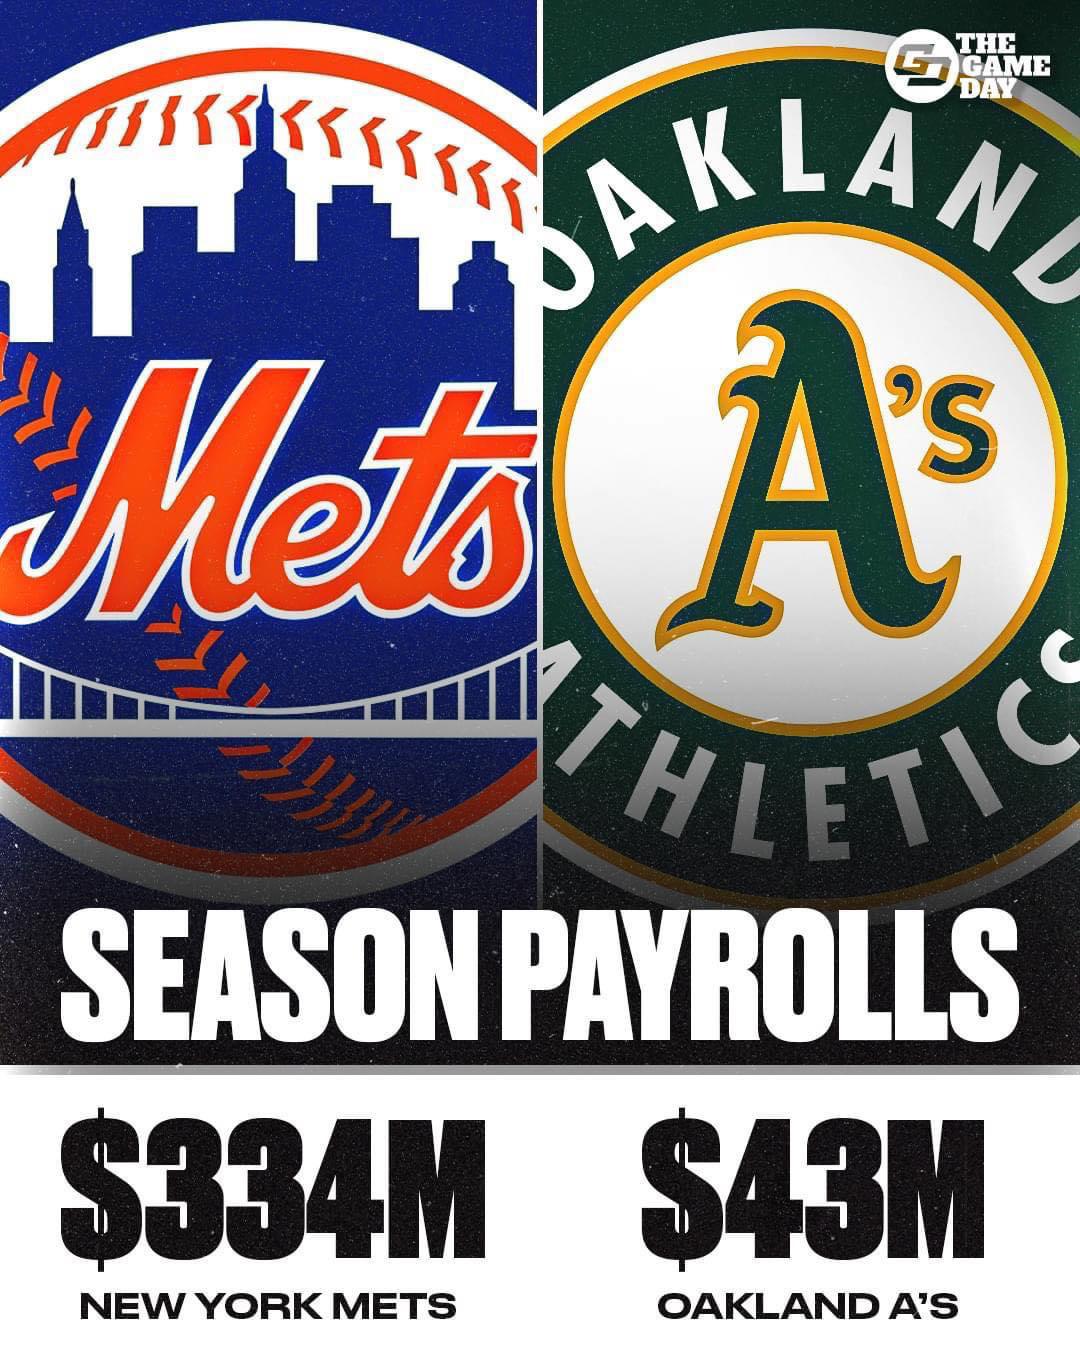 THE
GAME
DAY
Mets
OAKLAND
A's
ATHLETICS
SEASON PAYROLLS
$334M
$43M
NEW YORK METS
OAKLAND A'S